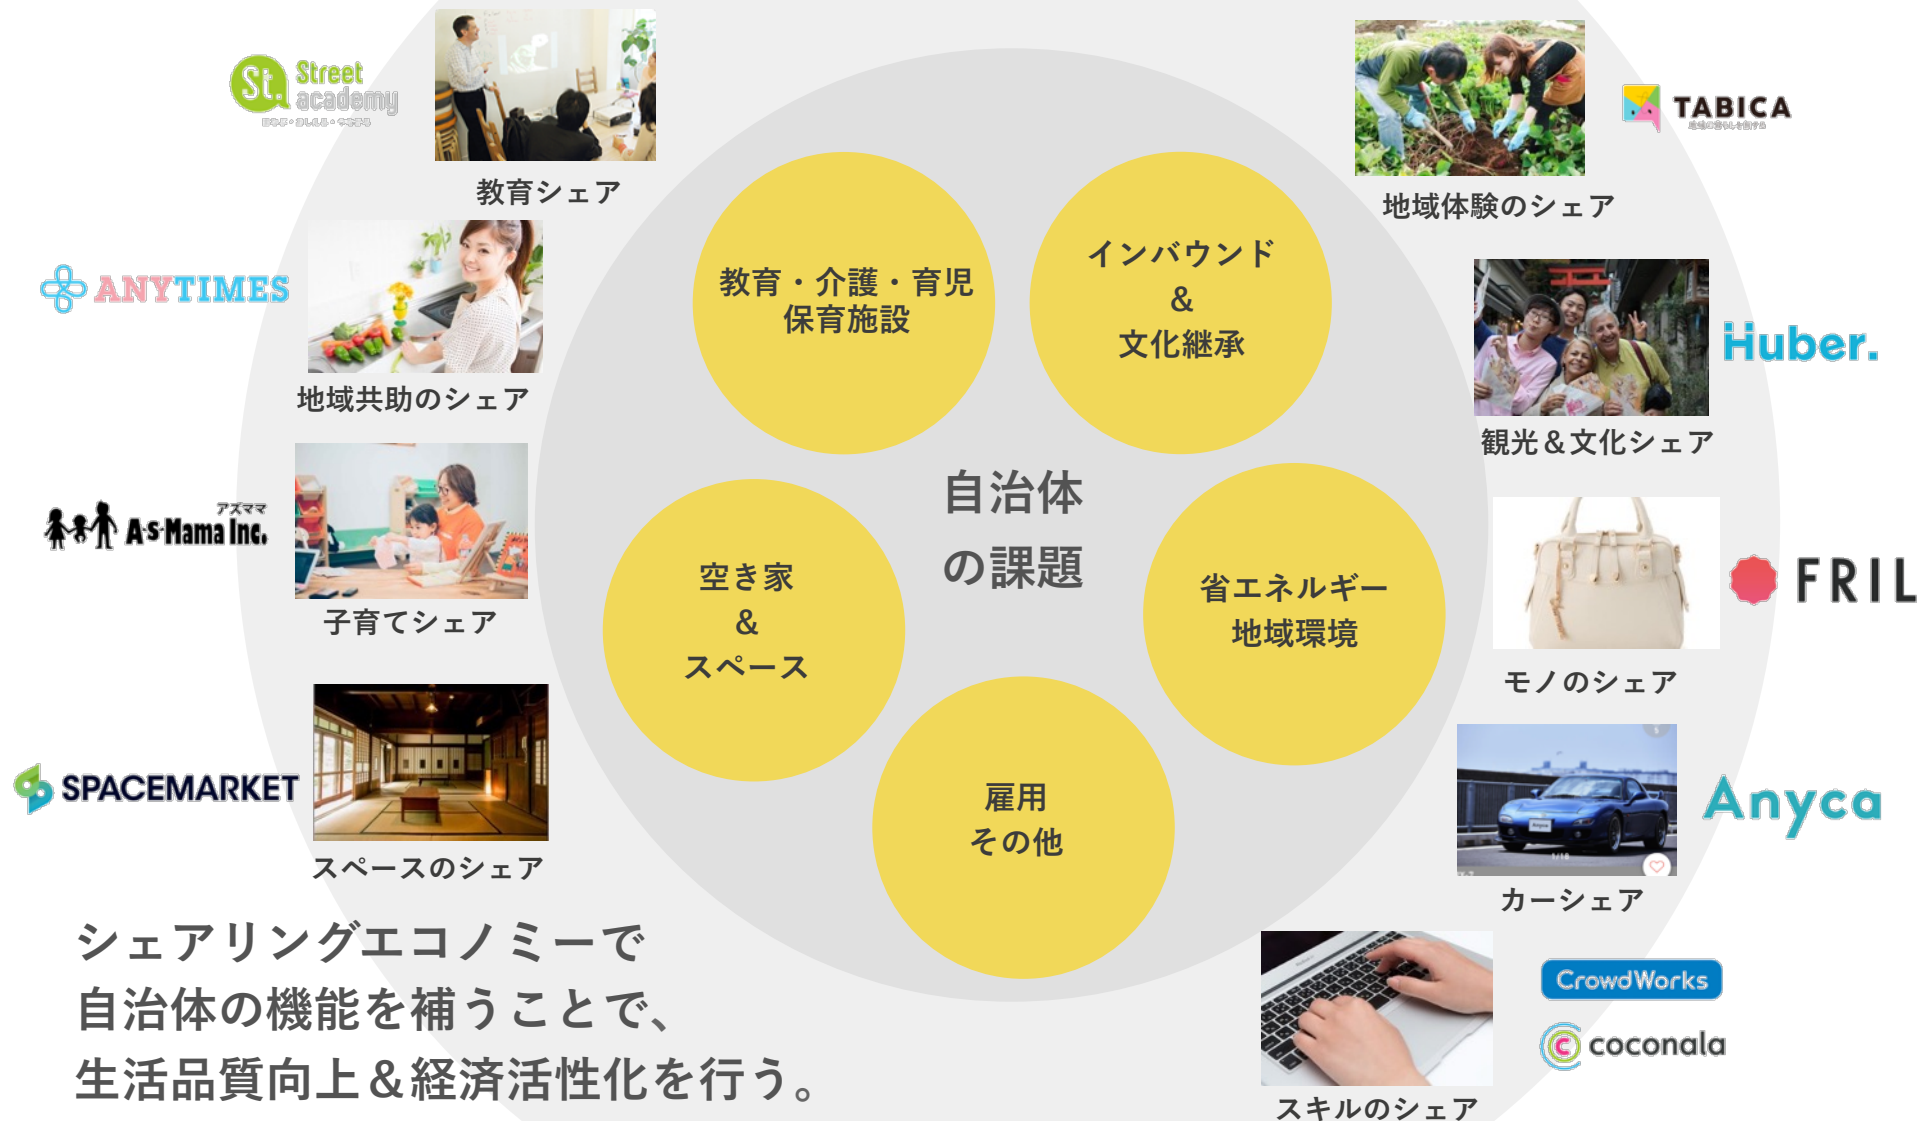 St. Street
academy
教育シェア
ANYTIMES
地域共助のシェア
アズママ
A-s-Mama Inc.
子育てシェア
SPACEMARKET
スペースのシェア
シェアリングエコノミーで
自治体の機能を補うことで、
生活品質向上＆経済活性化を行う。
教育・介護・育児
保育施設
インバウンド
&
文化継承
自治体
の課題
空き家
&
スペース
省エネルギー
地域環境
雇用
その他
TABICA
地域体験のシェア
Huber.
観光＆文化シェア
FRIL
モノのシェア
Anyca
Anyca
1/18
カーシェア
CrowdWorks
coconala
スキルのシェア